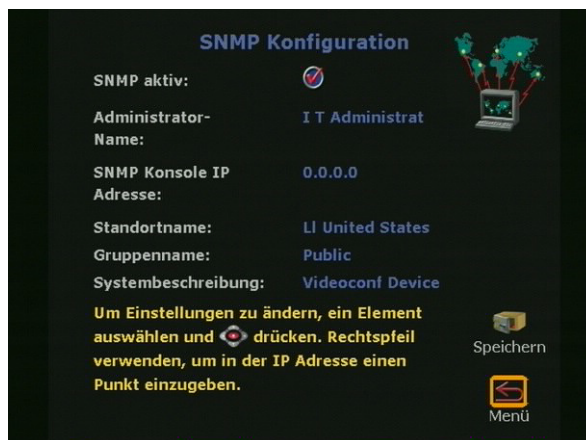 SNMP Konfiguration
SNMP aktiv:
Administrator-
Name:
I T Administrat
SNMP Konsole IP
Adresse:
0.0.0.0
Standortname:
Ll United States
Gruppenname:
Public
Systembeschreibung:
Videoconf Device
Um Einstellungen zu ändern, ein Element
auswählen und drücken. Rechtspfeil
verwenden, um in der IP Adresse einen
Punkt einzugeben.
Speichern
Menü